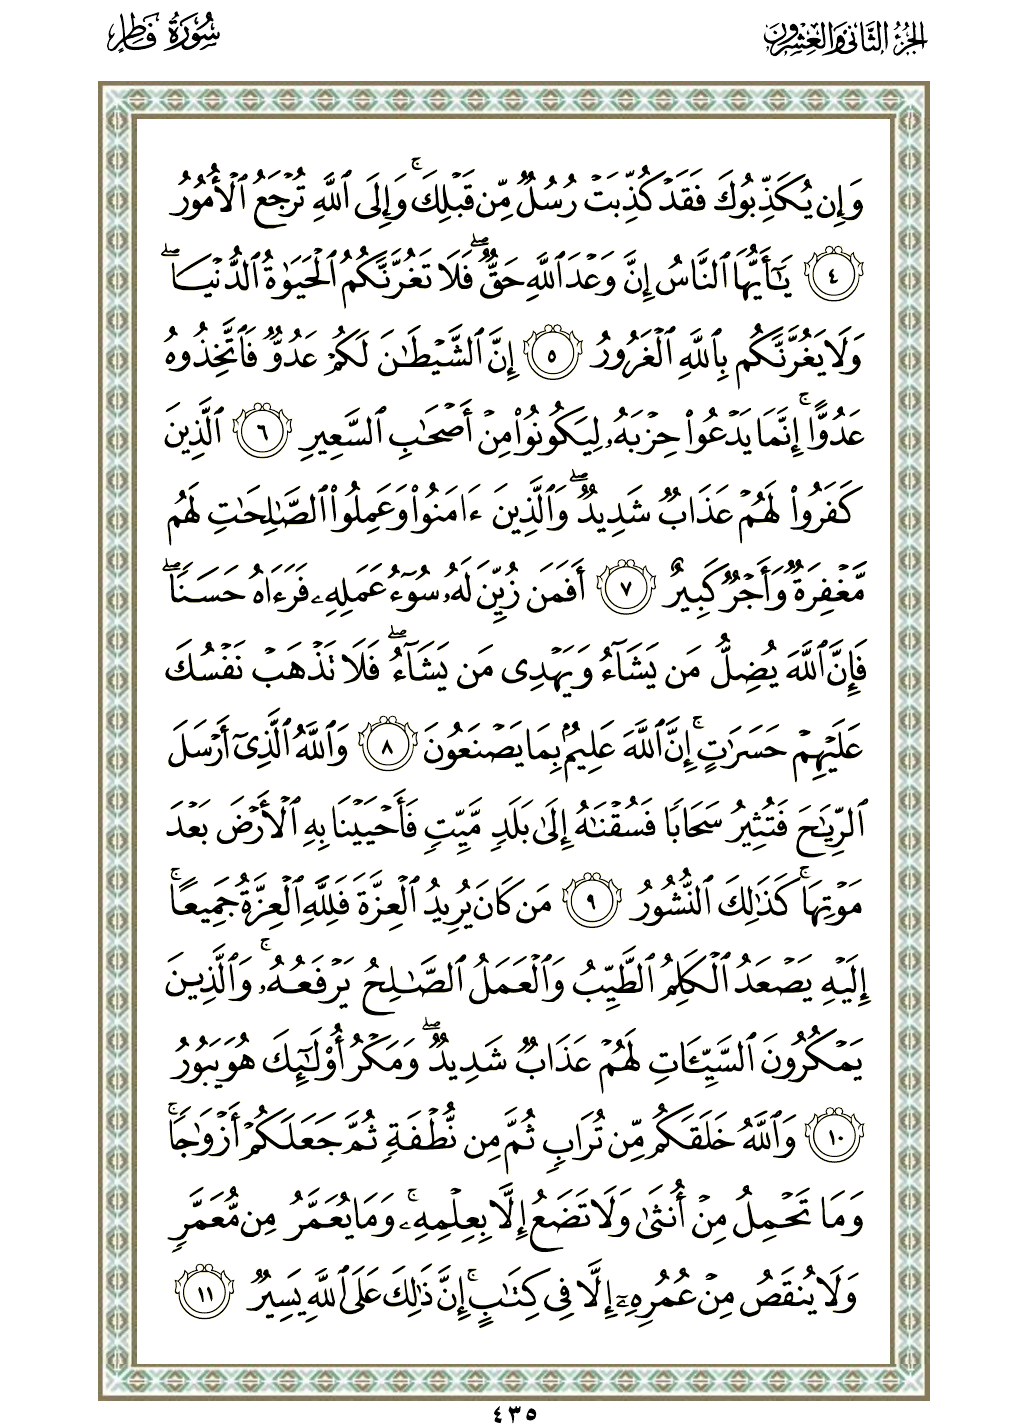 الجزء الثاني والعشرون
سورة فاطر
وَإِن يُكَذِّبُوكَ فَقَدْ كُذِّبَتْ رُسُلٌ مِّن قَبْلِكَ ۚ وَإِلَى ٱللَّهِ تُرْجَعُ ٱلْأُمُورُ
٤ يَـٰٓأَيُّهَا ٱلنَّاسُ إِنَّ وَعْدَ ٱللَّهِ حَقٌّ ۖ فَلَا تَغُرَّنَّكُمُ ٱلْحَيَوٰةُ ٱلدُّنْيَا ۖ
وَلَا يَغُرَّنَّكُم بِٱللَّهِ ٱلْغَرُورُ ٥ إِنَّ ٱلشَّيْطَـٰنَ لَكُمْ عَدُوٌّ فَٱتَّخِذُوهُ
عَدُوًّا ۚ إِنَّمَا يَدْعُوا۟ حِزْبَهُۥ لِيَكُونُوا۟ مِنْ أَصْحَـٰبِ ٱلسَّعِيرِ ٦ ٱلَّذِينَ
كَفَرُوا۟ لَهُمْ عَذَابٌ شَدِيدٌ ۖ وَٱلَّذِينَ ءَامَنُوا۟ وَعَمِلُوا۟ ٱلصَّـٰلِحَـٰتِ لَهُم
مَّغْفِرَةٌ وَأَجْرٌ كَبِيرٌ ٧ أَفَمَن زُيِّنَ لَهُۥ سُوٓءُ عَمَلِهِۦ فَرَءَاهُ حَسَنًا ۖ
فَإِنَّ ٱللَّهَ يُضِلُّ مَن يَشَآءُ وَيَهْدِى مَن يَشَآءُ ۖ فَلَا تَذْهَبْ نَفْسُكَ
عَلَيْهِمْ حَسَرَٰتٍ ۚ إِنَّ ٱللَّهَ عَلِيمٌۢ بِمَا يَصْنَعُونَ ٨ وَٱللَّهُ ٱلَّذِىٓ أَرْسَلَ
ٱلرِّيَـٰحَ فَتُثِيرُ سَحَابًا فَسُقْنَـٰهُ إِلَىٰ بَلَدٍ مَّيِّتٍ فَأَحْيَيْنَا بِهِ ٱلْأَرْضَ بَعْدَ
مَوْتِهَا ۚ كَذَٰلِكَ ٱلنُّشُورُ ٩ مَن كَانَ يُرِيدُ ٱلْعِزَّةَ فَلِلَّهِ ٱلْعِزَّةُ جَمِيعًا ۚ
إِلَيْهِ يَصْعَدُ ٱلْكَلِمُ ٱلطَّيِّبُ وَٱلْعَمَلُ ٱلصَّـٰلِحُ يَرْفَعُهُۥ ۚ وَٱلَّذِينَ
يَمْكُرُونَ ٱلسَّيِّـَٔاتِ لَهُمْ عَذَابٌ شَدِيدٌ ۖ وَمَكْرُ أُو۟لَـٰٓئِكَ هُوَ يَبُورُ
١٠ وَٱللَّهُ خَلَقَكُم مِّن تُرَابٍ ثُمَّ مِن نُّطْفَةٍ ثُمَّ جَعَلَكُمْ أَزْوَٰجًا ۚ
وَمَا تَحْمِلُ مِنْ أُنثَىٰ وَلَا تَضَعُ إِلَّا بِعِلْمِهِۦ ۚ وَمَا يُعَمَّرُ مِن مُّعَمَّرٍ
وَلَا يُنقَصُ مِنْ عُمُرِهِۦٓ إِلَّا فِى كِتَـٰبٍ ۚ إِنَّ ذَٰلِكَ عَلَى ٱللَّهِ يَسِيرٌ ١١
٤٣٥